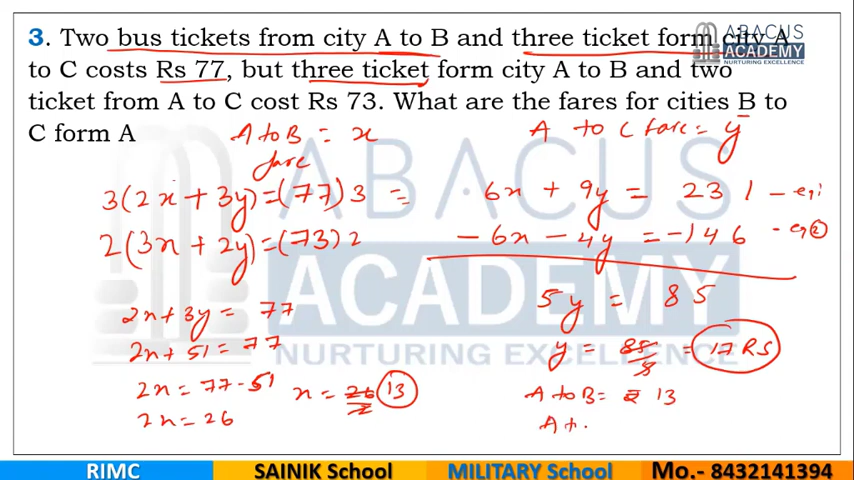 ABACUS
ACADEMY
NURTURING EXCELLENCE
3. Two bus tickets from city A to B and three ticket form city A
to C costs Rs 77, but three ticket form city A to B and two
ticket from A to C cost Rs 73. What are the fares for cities B to
C form A
A to B = x
fare
A to C fare = y
3(2x + 3y) = (77)3 =
6x + 9y = 231 - eq1
2(3x + 2y) = (73)2
- 6x - 4y = -146 - eq②
5y = 85
2x + 3y = 77
2x + 51 = 77
y = 85/5 = 17 RS
2x = 77 - 51
x = 26/2 13
2x = 26
A to B = 13
A t
ABACUS
ACADEMY
NURTURING EXCELLENCE
RIMC SAINIK School MILITARY School Mo.- 8432141394